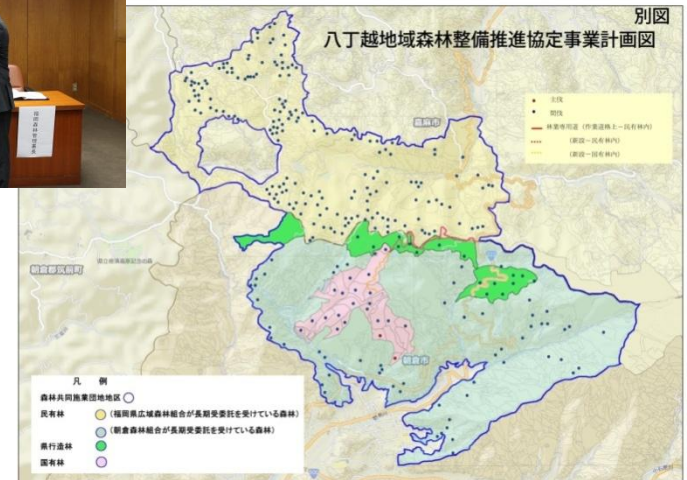 別図
八丁越地域森林整備推進協定事業計画図
主伐
間伐
林業専用道（作業道格上－民有林内）
（新設－民有林内）
（新設－国有林内）
嘉麻市
朝倉郡筑前町
朝倉市
凡　例
森林共同施業団地地区
民有林
（福岡県広域森林組合が長期受委託を受けている森林）
（朝倉森林組合が長期受委託を受けている森林）
県行造林
国有林